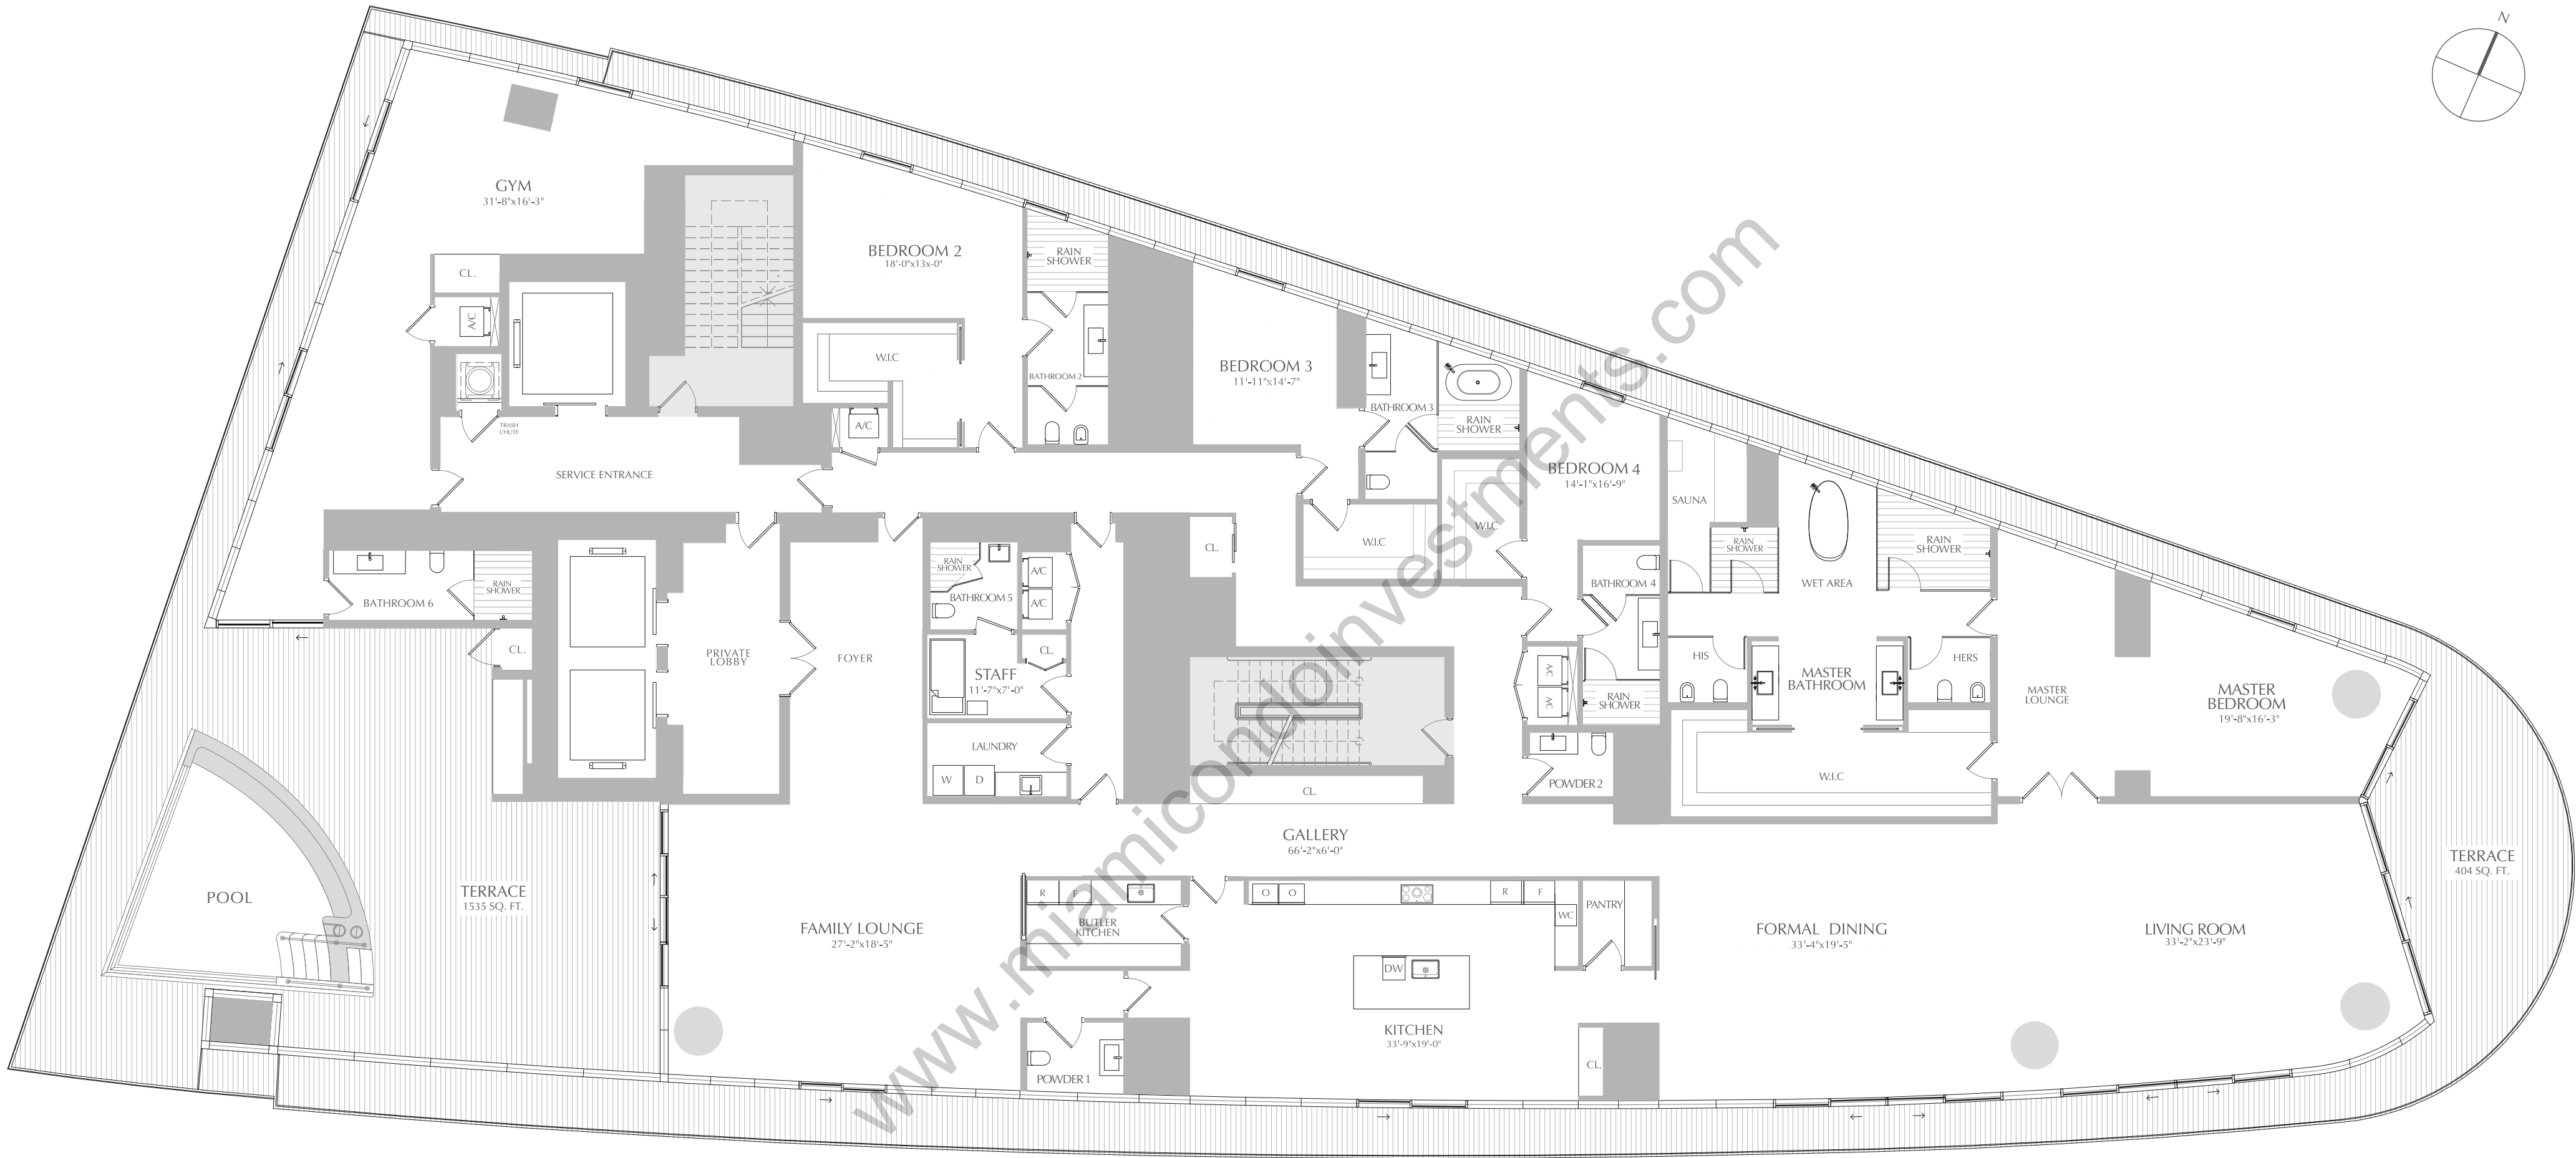 N
GYM
31'-8"x16'-3"
CL.
A/C
TRASH
CHUTE
SERVICE ENTRANCE
BEDROOM 2
18'-0"x13x-0"
W.I.C
A/C
RAIN
SHOWER
BATHROOM 2
BEDROOM 3
11'-11"x14'-7"
BATHROOM 3
RAIN
SHOWER
W.I.C
W.I.C
CL.
BEDROOM 4
14'-1"x16'-9"
BATHROOM 4
RAIN
SHOWER
A/C
A/C
POWDER 2
SAUNA
RAIN
SHOWER
WET AREA
RAIN
SHOWER
HIS
MASTER
BATHROOM
HERS
W.I.C
MASTER
LOUNGE
MASTER
BEDROOM
19'-8"x16'-3"
BATHROOM 6
RAIN
SHOWER
CL.
PRIVATE
LOBBY
FOYER
RAIN
SHOWER
BATHROOM 5
A/C
A/C
CL.
STAFF
11'-7"x7'-0"
LAUNDRY
W
D
CL.
GALLERY
66'-2"x6'-0"
POOL
TERRACE
1535 SQ. FT.
FAMILY LOUNGE
27'-2"x18'-5"
R
F
BUTLER
KITCHEN
POWDER 1
O
O
R
F
WC
PANTRY
DW
KITCHEN
33'-9"x19'-0"
CL.
FORMAL DINING
33'-4"x19'-5"
LIVING ROOM
33'-2"x23'-9"
TERRACE
404 SQ. FT.
www.miamicondoinvestments.com